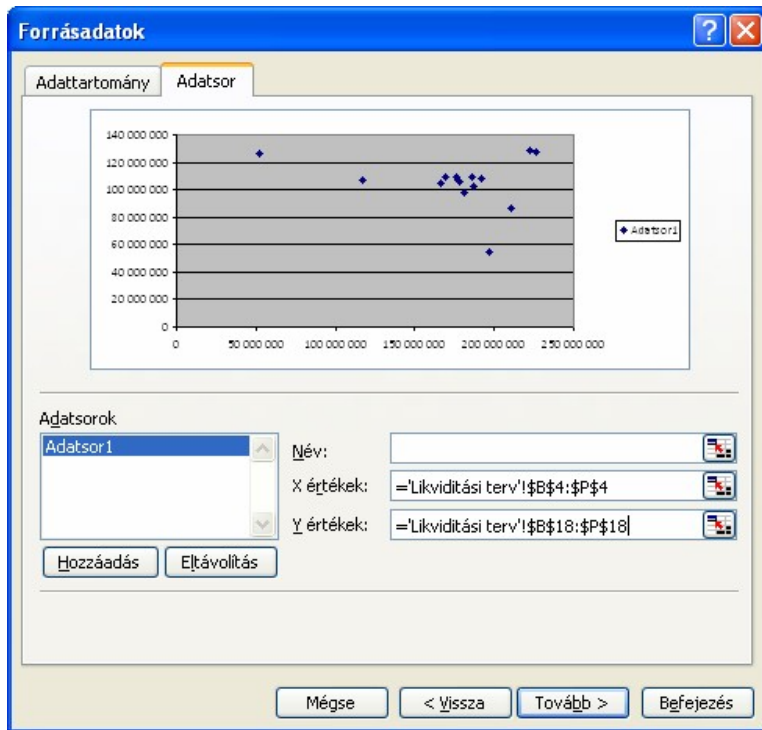 Forrásadatok
Adattartomány Adatsor
140 000 000
120 000 000
100 000 000
80 000 000
60 000 000
40 000 000
20 000 000
0
0 50 000 000 100 000 000 150 000 000 200 000 000 250 000 000
Adatsor1
Adatsorok
Adatsor1
Név:
X értékek: ='Likviditási terv'!$B$4:$P$4
Y értékek: ='Likviditási terv'!$B$18:$P$18
Hozzáadás Eltávolítás
Mégse < Vissza Tovább > Befejezés